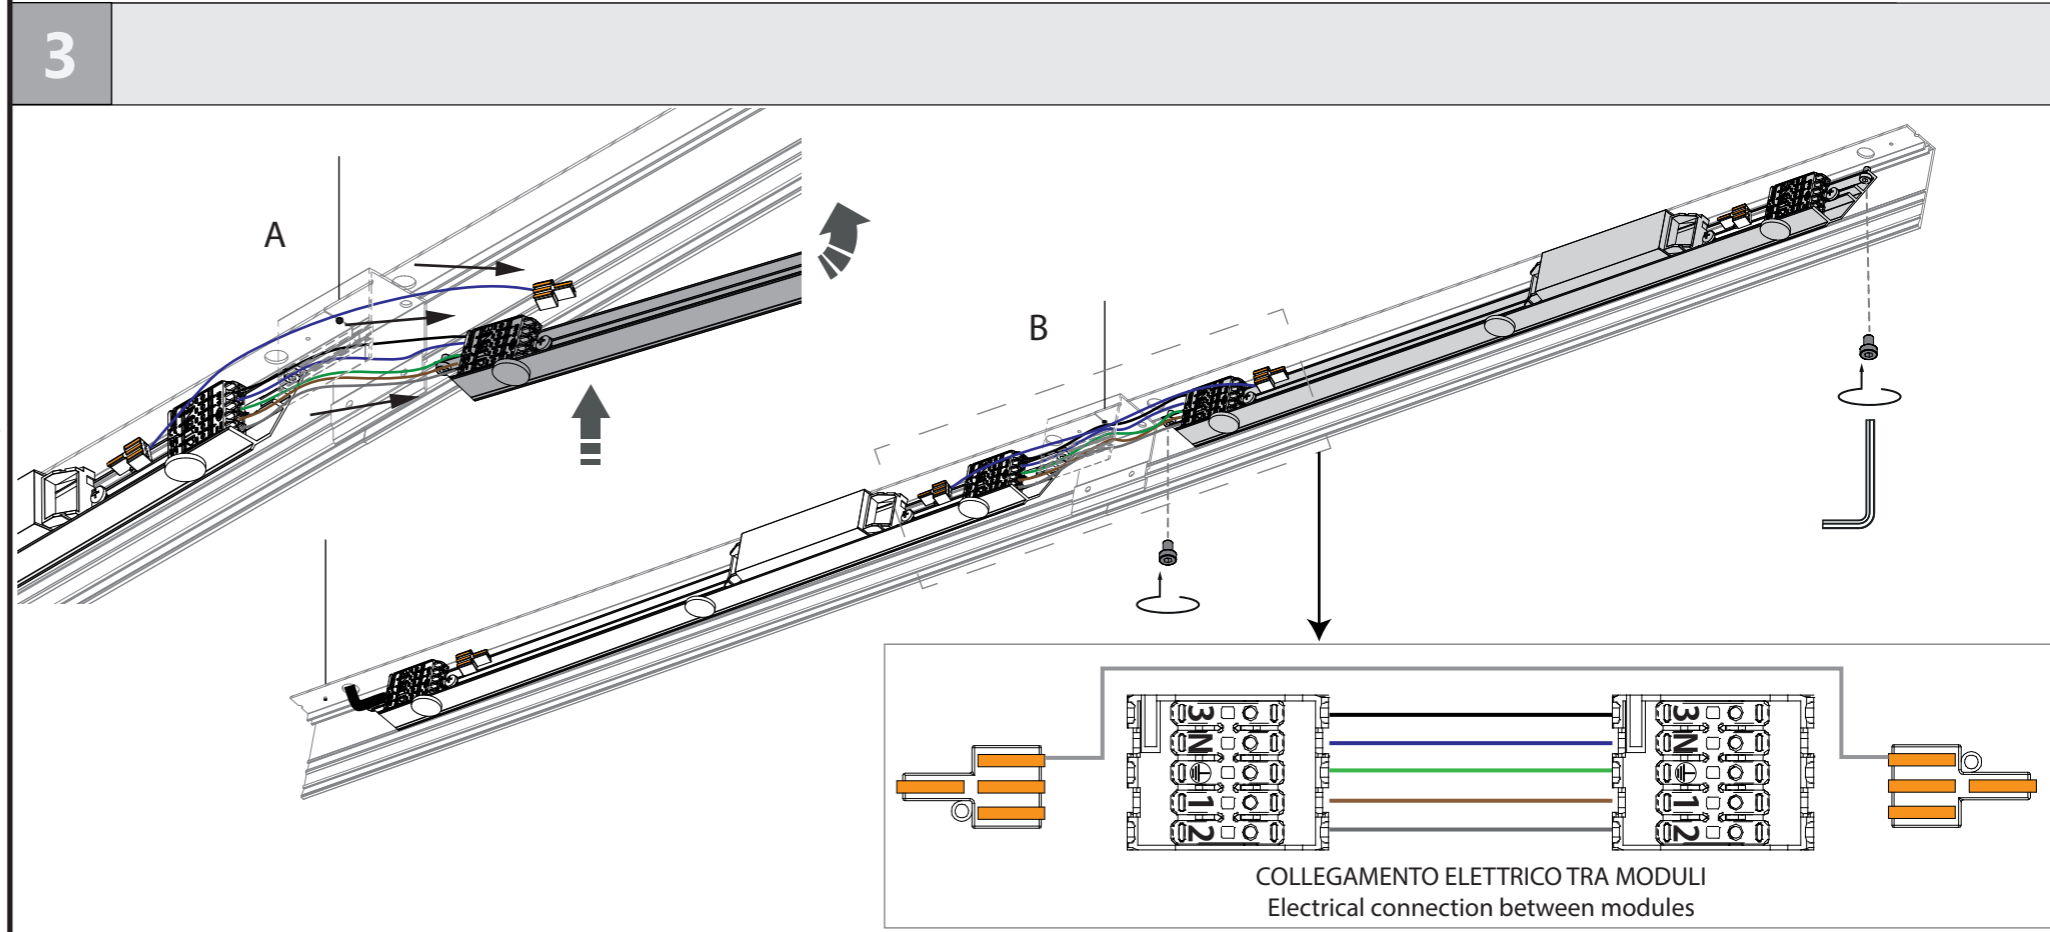 3
A
B
3
N
1
2
3
N
1
2
COLLEGAMENTO ELETTRICO TRA MODULI
Electrical connection between modules